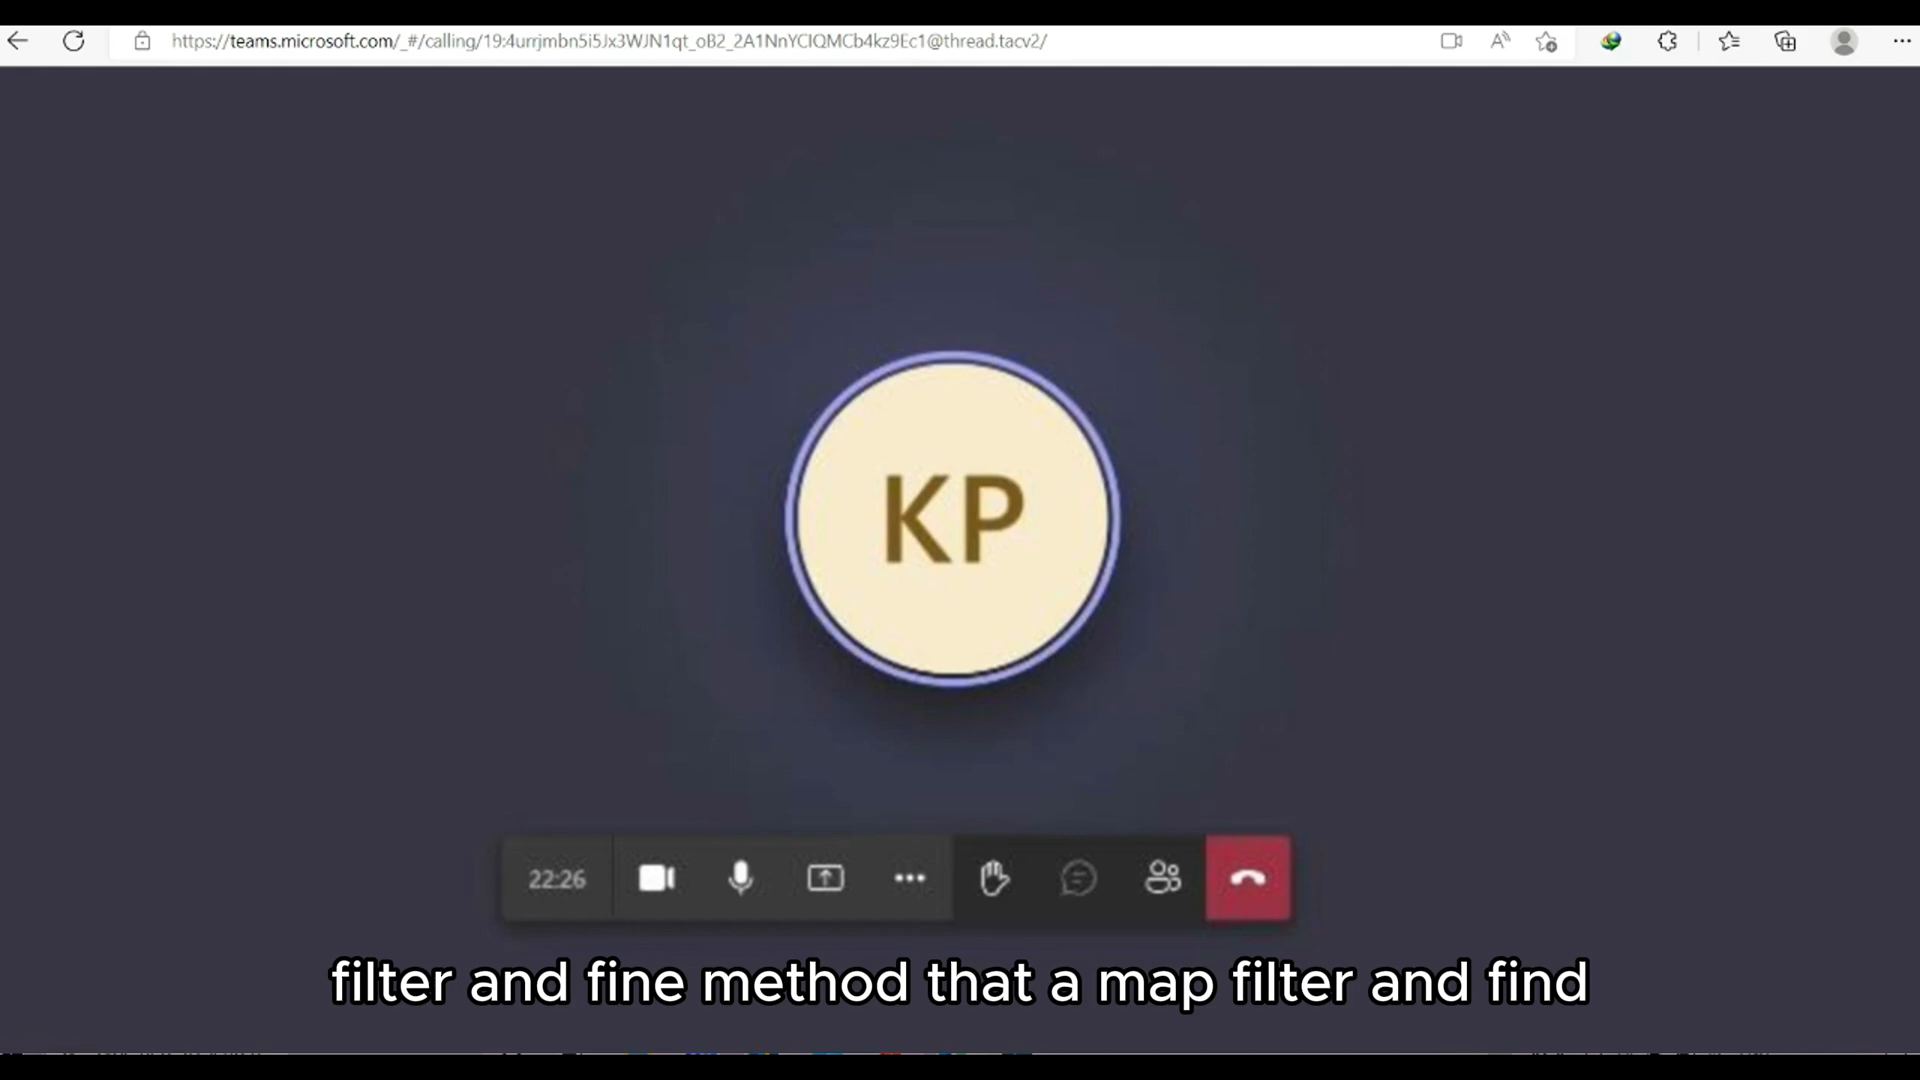 https://teams.microsoft.com/_#/calling/19:4urrjmbn5i5Jx3WJN1qt_oB2_2A1NnYClQMCb4kz9Ec1@thread.tacv2/
KP
22:26
filter and fine method that a map filter and find